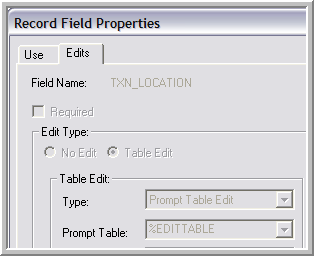 Record Field Properties
Use Edits
Field Name: TXN_LOCATION
Required
Edit Type:
No Edit Table Edit
Table Edit:
Type: Prompt Table Edit
Prompt Table: %EDITTABLE